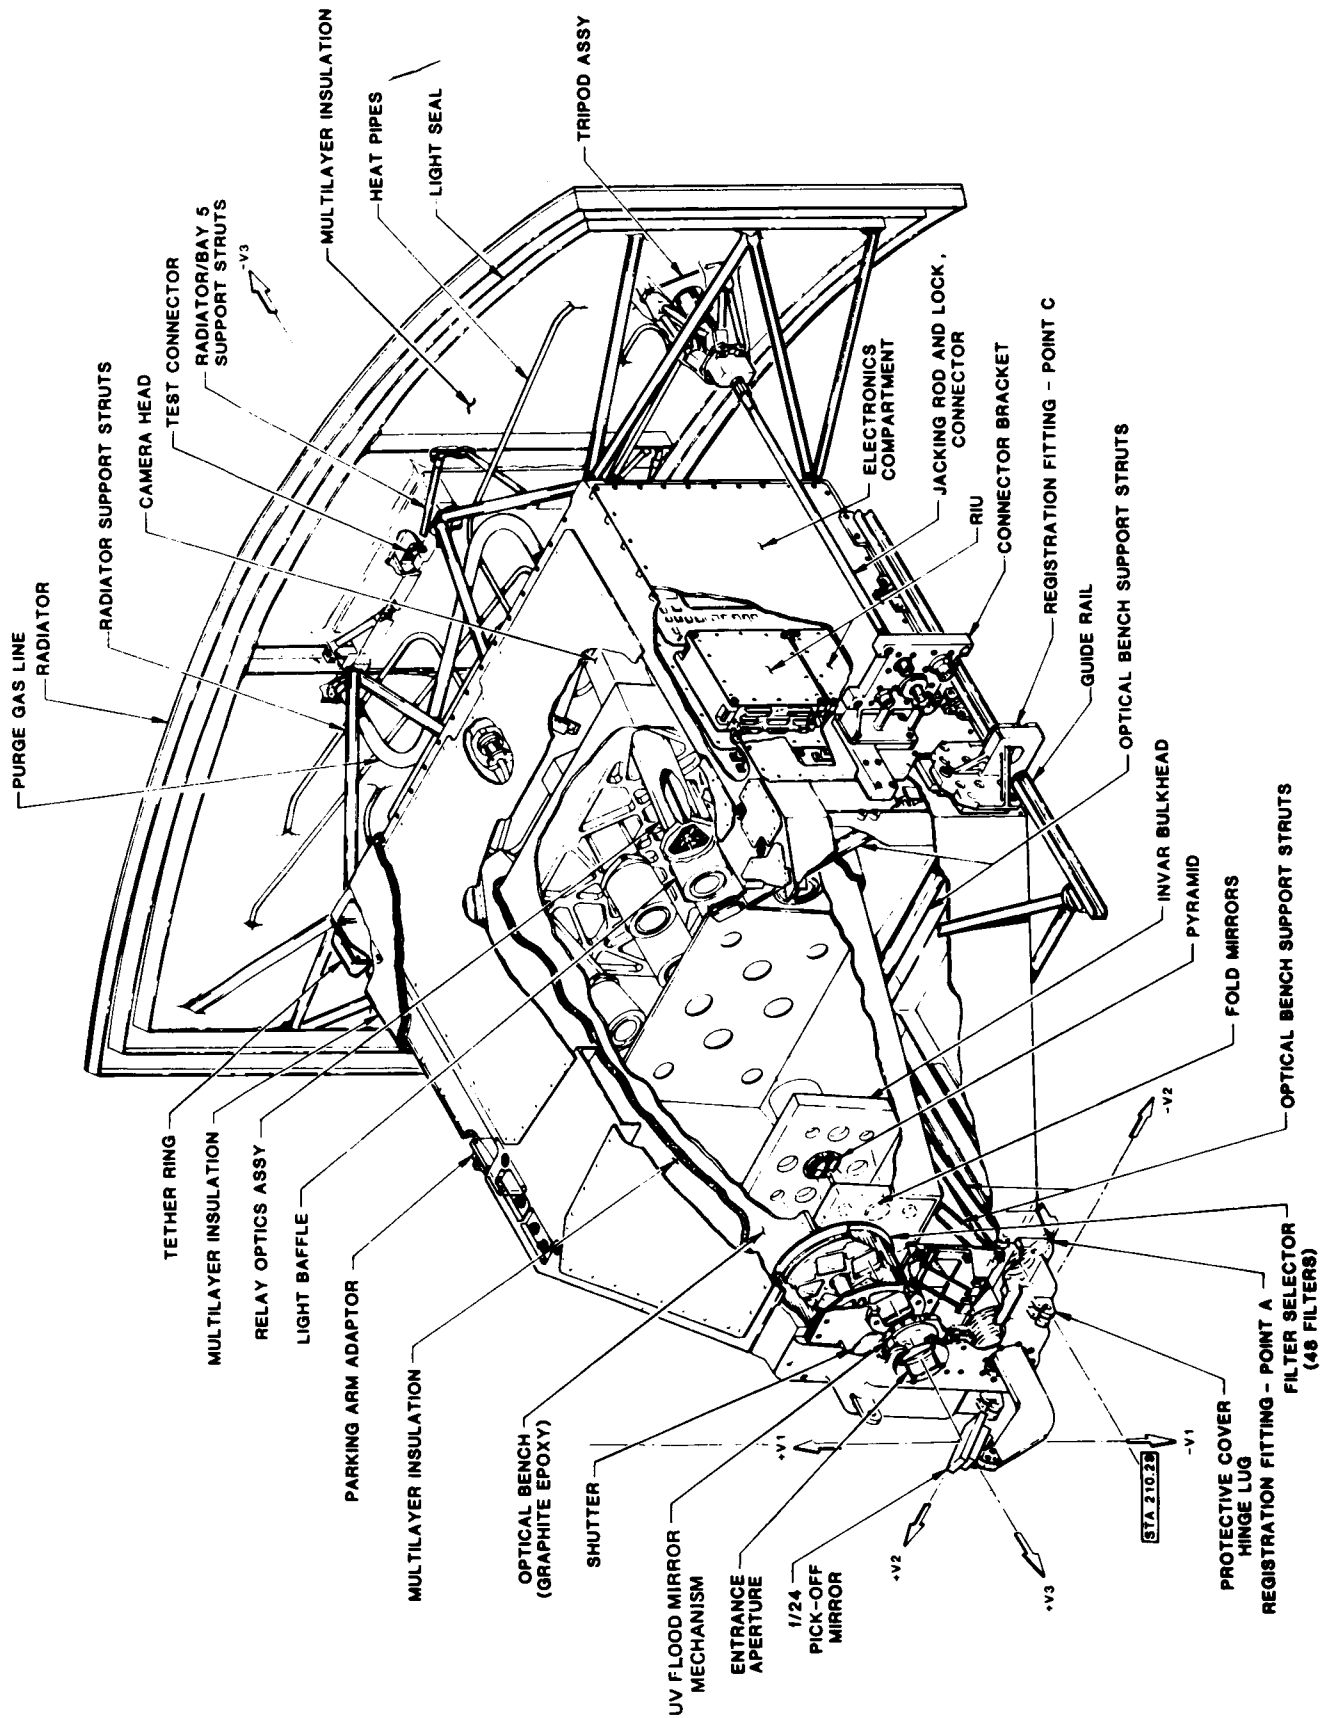 PURGE GAS LINE
RADIATOR
RADIATOR SUPPORT STRUTS
CAMERA HEAD
TEST CONNECTOR
RADIATOR/BAY 5
SUPPORT STRUTS
-V3
MULTILAYER INSULATION
HEAT PIPES
LIGHT SEAL
TRIPOD ASSY
ELECTRONICS
COMPARTMENT
JACKING ROD AND LOCK,
CONNECTOR
RIU
CONNECTOR BRACKET
REGISTRATION FITTING - POINT C
GUIDE RAIL
OPTICAL BENCH SUPPORT STRUTS
INVAR BULKHEAD
PYRAMID
FOLD MIRRORS
OPTICAL BENCH SUPPORT STRUTS
-V2
TETHER RING
MULTILAYER INSULATION
RELAY OPTICS ASSY
LIGHT BAFFLE
PARKING ARM ADAPTOR
MULTILAYER INSULATION
OPTICAL BENCH
(GRAPHITE EPOXY)
SHUTTER
UV FLOOD MIRROR
MECHANISM
ENTRANCE
APERTURE
f/24
PICK-OFF
MIRROR
+V1
+V2
+V3
-V1
STA 210.28
PROTECTIVE COVER
HINGE LUG
REGISTRATION FITTING - POINT A
FILTER SELECTOR
(48 FILTERS)